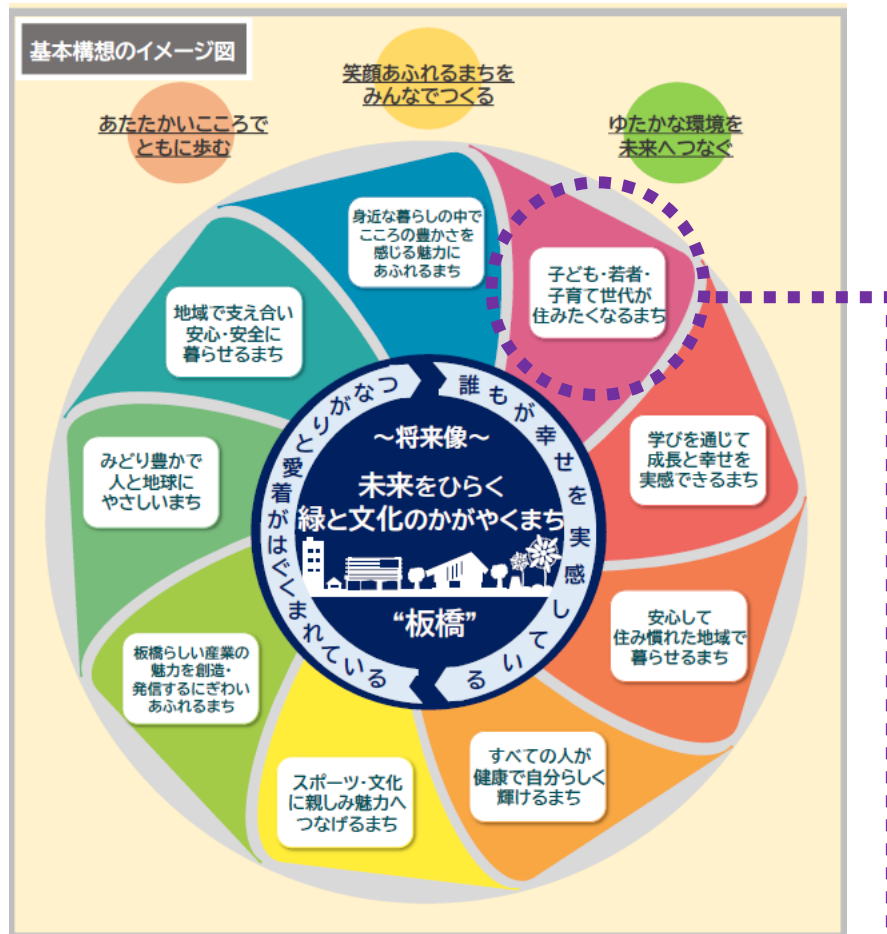 基本構想のイメージ図
笑顔あふれるまちを
みんなでつくる
あたたかいこころで
ともに歩む
ゆたかな環境を
未来へつなぐ
身近な暮らしの中で
こころの豊かさを
感じる魅力に
あふれるまち
子ども・若者・
子育て世代が
住みたくなるまち
学びを通じて
成長と幸せを
実感できるまち
安心して
住み慣れた地域で
暮らせるまち
すべての人が
健康で自分らしく
輝けるまち
スポーツ・文化
に親しみ魅力へ
つなげるまち
板橋らしい産業の
魅力を創造・
発信するにぎわい
あふれるまち
みどり豊かで
人と地球に
やさしいまち
地域で支え合い
安心・安全に
暮らせるまち
誰もが幸せを実感している
つながりと愛着がはぐくまれている
～将来像～
未来をひらく
緑と文化のかがやくまち
“板橋”